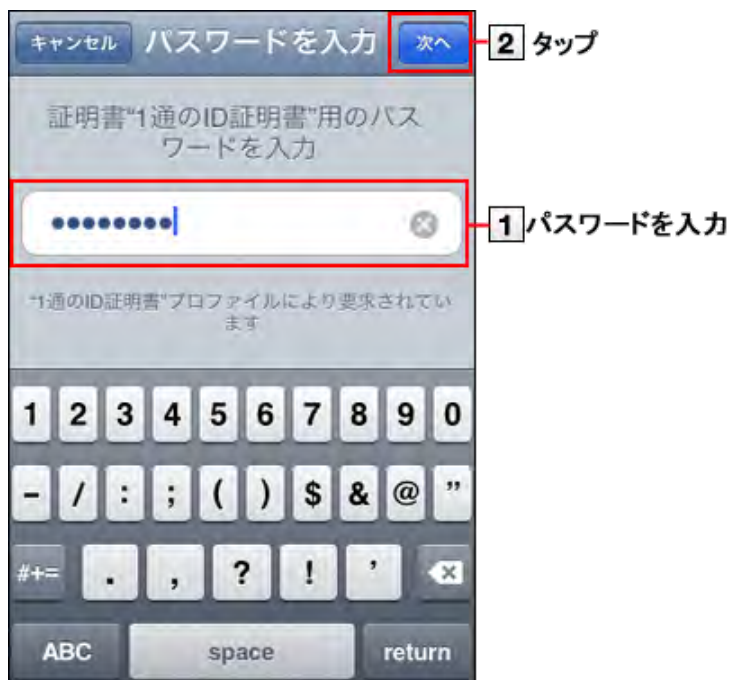 キャンセル パスワードを入力 次へ 2 タップ
証明書“1通のID証明書”用のパス
ワードを入力
●●●●●●●● 1 パスワードを入力
“1通のID証明書”プロファイルにより要求されてい
ます
1 2 3 4 5 6 7 8 9 0
- / : ; ( ) $ & @ ”
#+= . , ? ! ’
ABC space return